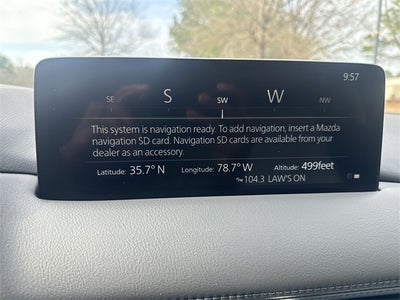 9:57
SE S SW W NW
This system is navigation ready. To add navigation, insert a Mazda
navigation SD card. Navigation SD cards are available from your
dealer as an accessory.
Latitude: 35.7° N Longitude: 78.7° W Altitude: 499feet
104.3 LAW'S ON